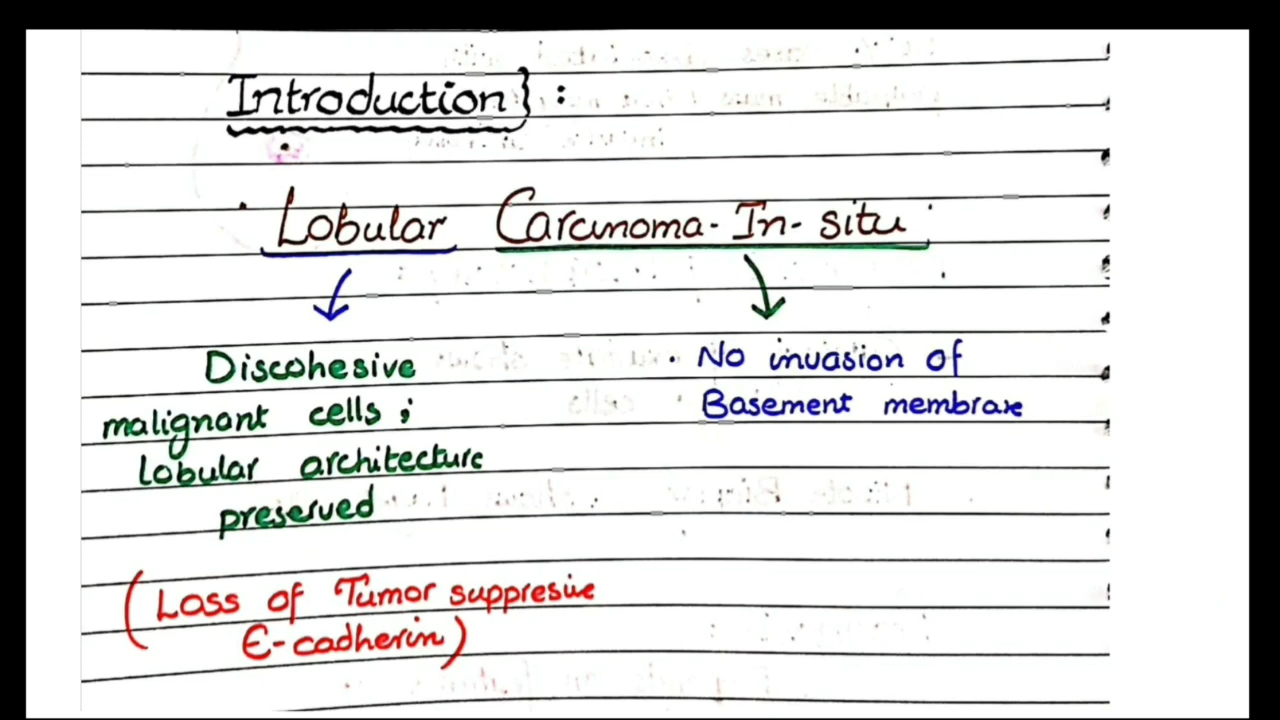 Introduction} :
Lobular Carcinoma-In-situ
Discohesive
malignant cells;
lobular architecture
preserved
(Loss of Tumor suppresive
E-cadherin)
· No invasion of
Basement membrane